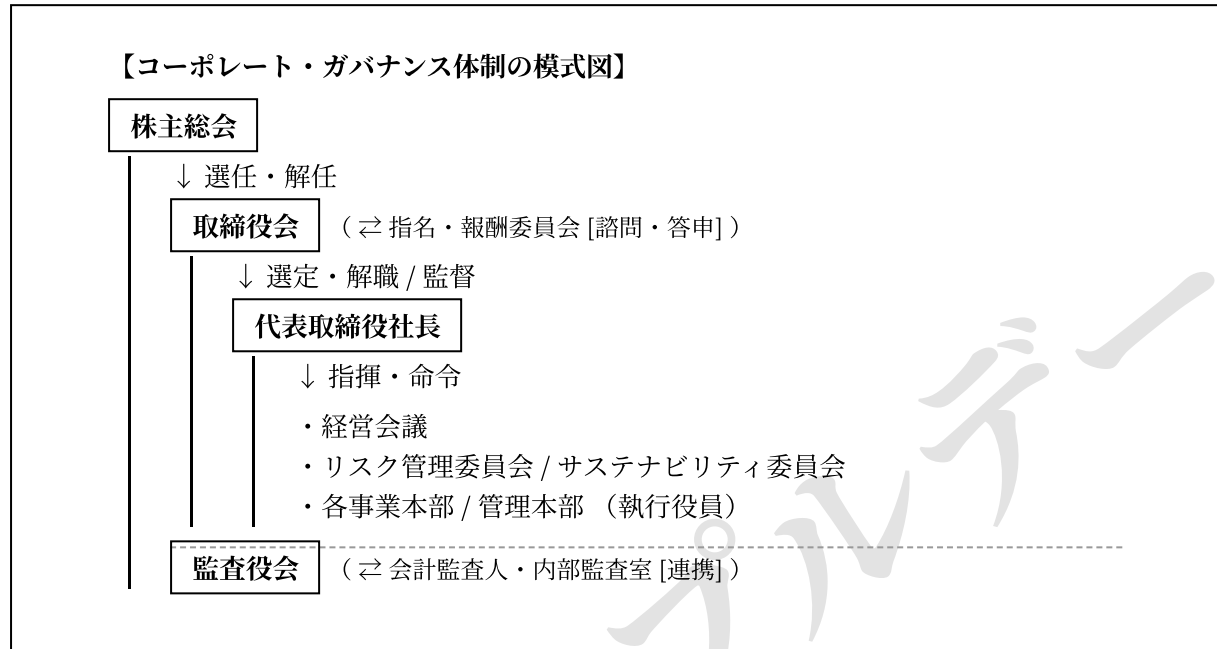 【コーポレート・ガバナンス体制の模式図】
株主総会
↓ 選任・解任
取締役会 （ ⇄ 指名・報酬委員会 [諮問・答申] ）
↓ 選定・解職 / 監督
代表取締役社長
↓ 指揮・命令
・経営会議
・リスク管理委員会 / サステナビリティ委員会
・各事業本部 / 管理本部 （執行役員）
監査役会 （ ⇄ 会計監査人・内部監査室 [連携] ）
プルデー